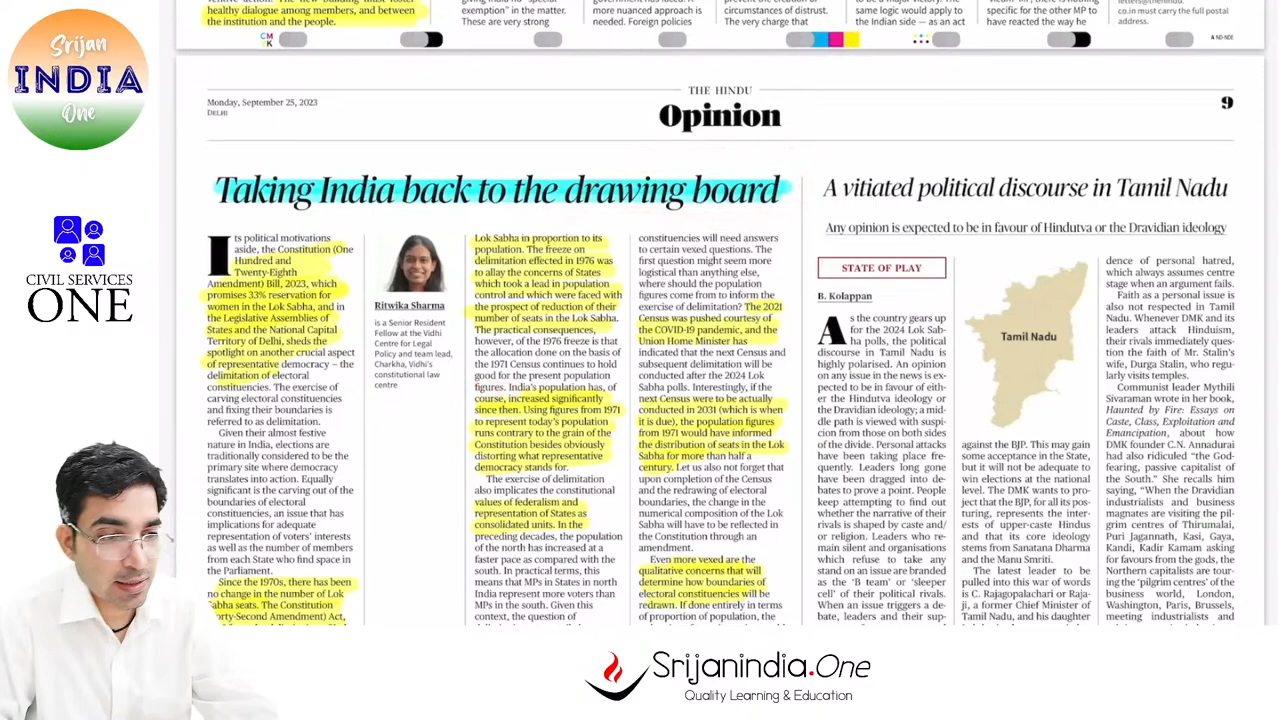 Srijan
INDIA
One
CIVIL SERVICES
ONE
healthy dialogue among members, and between
the institution and the people.
exemption” in the matter.
These are very strong
needed. Foreign policies
circumstances of distrust.
The very charge that
same logic would apply to
the Indian side — as an act
specific for the other MP to
have reached the way he
co.in must carry the full postal
address.
CM
YK
A ND-NDE
Monday, September 25, 2023
DELHI
THE HINDU
Opinion
9
Taking India back to the drawing board
Its political motivations
aside, the Constitution (One
Hundred and
Twenty-Eighth
Amendment) Bill, 2023, which
promises 33% reservation for
women in the Lok Sabha, and in
the Legislative Assemblies of
States and the National Capital
Territory of Delhi, sheds the
spotlight on another crucial aspect
of representative democracy – the
delimitation of electoral
constituencies. The exercise of
carving electoral constituencies
and fixing their boundaries is
referred to as delimitation.
Given their almost festive
nature in India, elections are
traditionally considered to be the
primary site where democracy
translates into action. Equally
significant is the carving out of the
boundaries of electoral
constituencies, an issue that has
implications for adequate
representation of voters’ interests
as well as the number of members
from each State who find space in
the Parliament.
Since the 1970s, there has been
no change in the number of Lok
Sabha seats. The Constitution
Forty-Second Amendment) Act,
Ritwika Sharma
is a Senior Resident
Fellow at the Vidhi
Centre for Legal
Policy and team lead,
Charkha, Vidhi's
constitutional law
centre
Lok Sabha in proportion to its
population. The freeze on
delimitation effected in 1976 was
to allay the concerns of States
which took a lead in population
control and which were faced with
the prospect of reduction of their
number of seats in the Lok Sabha.
The practical consequences,
however, of the 1976 freeze is that
the allocation done on the basis of
the 1971 Census continues to hold
good for the present population
figures. India’s population has, of
course, increased significantly
since then. Using figures from 1971
to represent today’s population
runs contrary to the grain of the
Constitution besides obviously
distorting what representative
democracy stands for.
The exercise of delimitation
also implicates the constitutional
values of federalism and
representation of States as
consolidated units. In the
preceding decades, the population
of the north has increased at a
faster pace as compared with the
south. In practical terms, this
means that MPs in States in north
India represent more voters than
MPs in the south. Given this
context, the question of
constituencies will need answers
to certain vexed questions. The
first question might seem more
logistical than anything else,
where should the population
figures come from to inform the
exercise of delimitation? The 2021
Census was pushed courtesy of
the COVID-19 pandemic, and the
Union Home Minister has
indicated that the next Census and
subsequent delimitation will be
conducted after the 2024 Lok
Sabha polls. Interestingly, if the
next Census were to be actually
conducted in 2031 (which is when
it is due), the population figures
from 1971 would have informed
the distribution of seats in the Lok
Sabha for more than half a
century. Let us also not forget that
upon completion of the Census
and the redrawing of electoral
boundaries, the change in the
numerical composition of the Lok
Sabha will have to be reflected in
the Constitution through an
amendment.
Even more vexed are the
qualitative concerns that will
determine how boundaries of
electoral constituencies will be
redrawn. If done entirely in terms
of proportion of population, the
A vitiated political discourse in Tamil Nadu
Any opinion is expected to be in favour of Hindutva or the Dravidian ideology
STATE OF PLAY
B. Kolappan
As the country gears up
for the 2024 Lok Sab-
ha polls, the political
discourse in Tamil Nadu is
highly polarised. An opinion
on any issue in the news is ex-
pected to be in favour of eith-
er the Hindutva ideology or
the Dravidian ideology; a mid-
dle path is viewed with suspi-
cion from those on both sides
of the divide. Personal attacks
have been taking place fre-
quently. Leaders long gone
have been dragged into de-
bates to prove a point. People
keep attempting to find out
whether the narrative of their
rivals is shaped by caste and/
or religion. Leaders who re-
main silent and organisations
which refuse to take any
stand on an issue are branded
as the ‘B team’ or ‘sleeper
cell’ of their political rivals.
When an issue triggers a de-
bate, leaders and their sup-
Tamil Nadu
against the BJP. This may gain
some acceptance in the State,
but it will not be adequate to
win elections at the national
level. The DMK wants to pro-
ject that the BJP, for all its pos-
turing, represents the inter-
ests of upper-caste Hindus
and that its core ideology
stems from Sanatana Dharma
and the Manu Smriti.
The latest leader to be
pulled into this war of words
is C. Rajagopalachari or Raja-
ji, a former Chief Minister of
Tamil Nadu, and his daughter
dence of personal hatred,
which always assumes centre
stage when an argument fails.
Faith as a personal issue is
also not respected in Tamil
Nadu. Whenever DMK and its
leaders attack Hinduism,
their rivals immediately ques-
tion the faith of Mr. Stalin’s
wife, Durga Stalin, who regu-
larly visits temples.
Communist leader Mythili
Sivaraman wrote in her book,
Haunted by Fire: Essays on
Caste, Class, Exploitation and
Emancipation, about how
DMK founder C.N. Annadurai
had also ridiculed “the God-
fearing, passive capitalist of
the South.” She recalls him
saying, “When the Dravidian
industrialists and business
magnates are visiting the pil-
grim centres of Thirumalai,
Puri Jagannath, Kasi, Gaya,
Kandi, Kadir Kamam asking
for favours from the gods, the
Northern capitalists are tour-
ing the ‘pilgrim centres’ of the
business world, London,
Washington, Paris, Brussels,
meeting industrialists and
Srijanindia.One
Quality Learning & Education